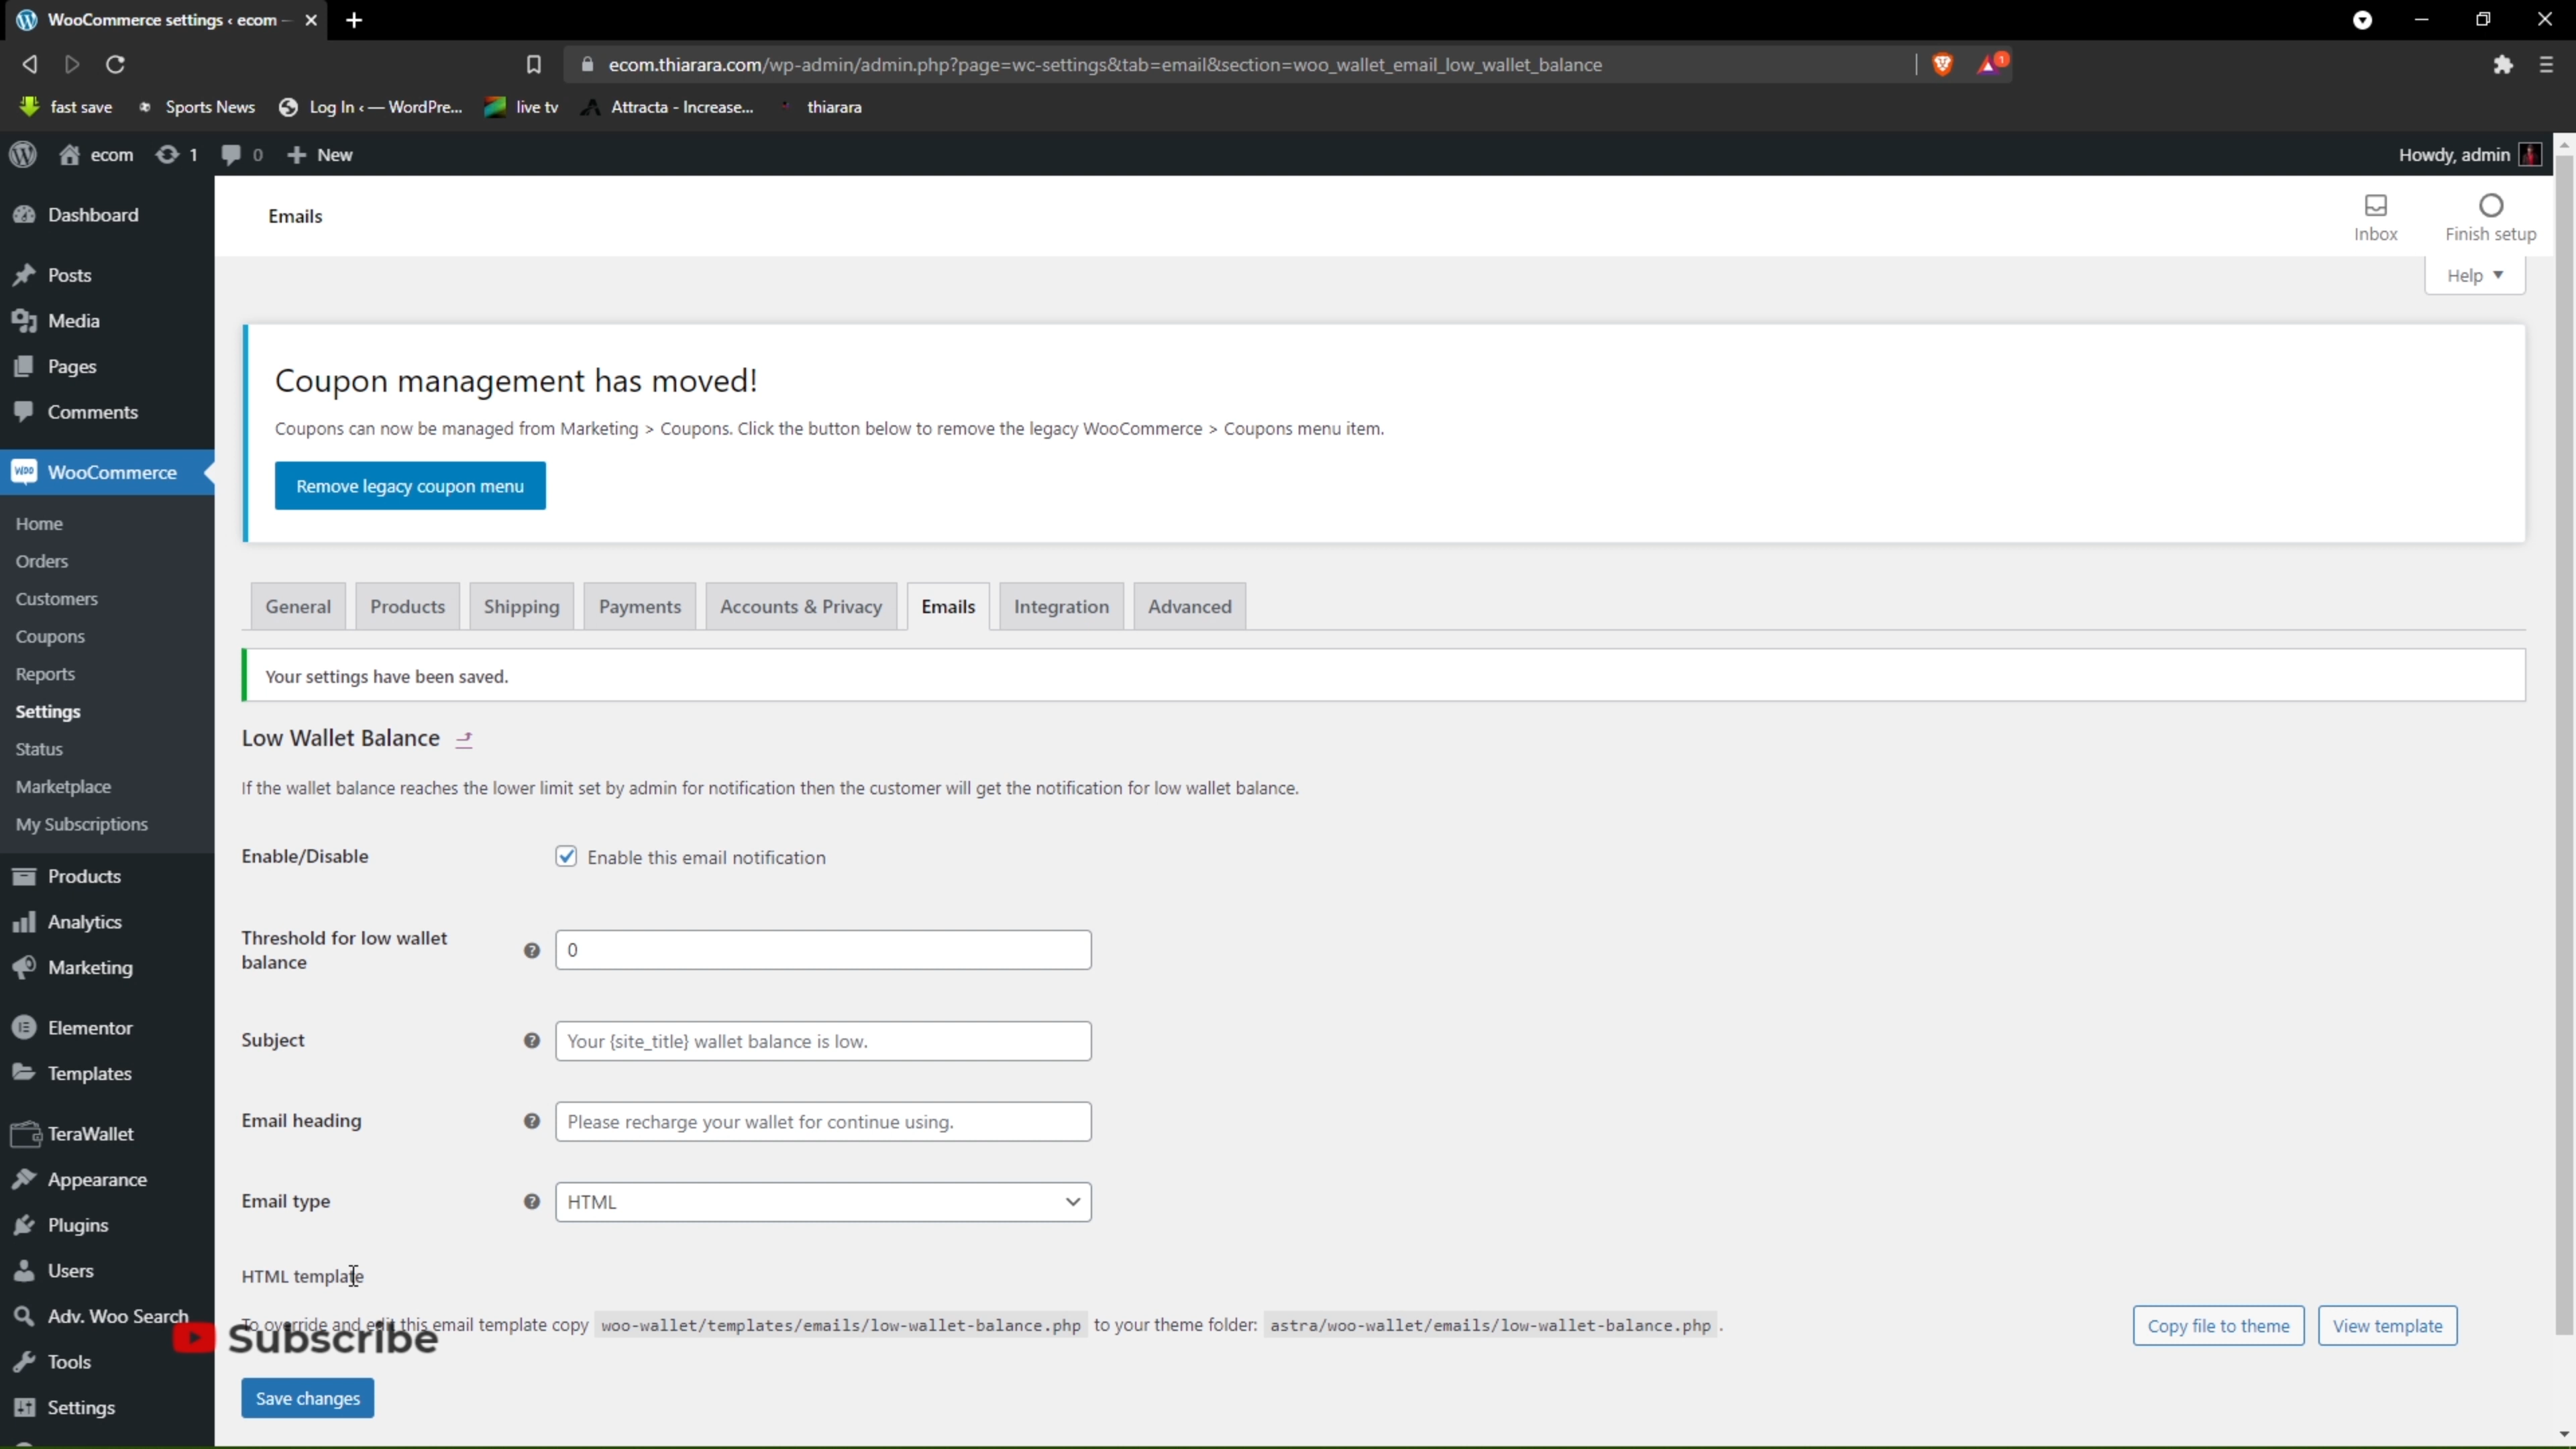 WooCommerce settings ‹ ecom —
ecom.thiarara.com/wp-admin/admin.php?page=wc-settings&tab=email&section=woo_wallet_email_low_wallet_balance
1
fast save
Sports News
Log In ‹ — WordPre...
live tv
Attracta - Increase...
thiarara
ecom
1
0
New
Howdy, admin
Dashboard
Posts
Media
Pages
Comments
WooCommerce
Home
Orders
Customers
Coupons
Reports
Settings
Status
Marketplace
My Subscriptions
Products
Analytics
Marketing
Elementor
Templates
TeraWallet
Appearance
Plugins
Users
Adv. Woo Search
Tools
Settings
Emails
Inbox
Finish setup
Help
Coupon management has moved!
Coupons can now be managed from Marketing > Coupons. Click the button below to remove the legacy WooCommerce > Coupons menu item.
Remove legacy coupon menu
General
Products
Shipping
Payments
Accounts & Privacy
Emails
Integration
Advanced
Your settings have been saved.
Low Wallet Balance
If the wallet balance reaches the lower limit set by admin for notification then the customer will get the notification for low wallet balance.
Enable/Disable
Enable this email notification
Threshold for low wallet
balance
0
Subject
Your {site_title} wallet balance is low.
Email heading
Please recharge your wallet for continue using.
Email type
HTML
HTML template
To override and edit this email template copy woo-wallet/templates/emails/low-wallet-balance.php to your theme folder: astra/woo-wallet/emails/low-wallet-balance.php .
Copy file to theme
View template
Subscribe
Save changes